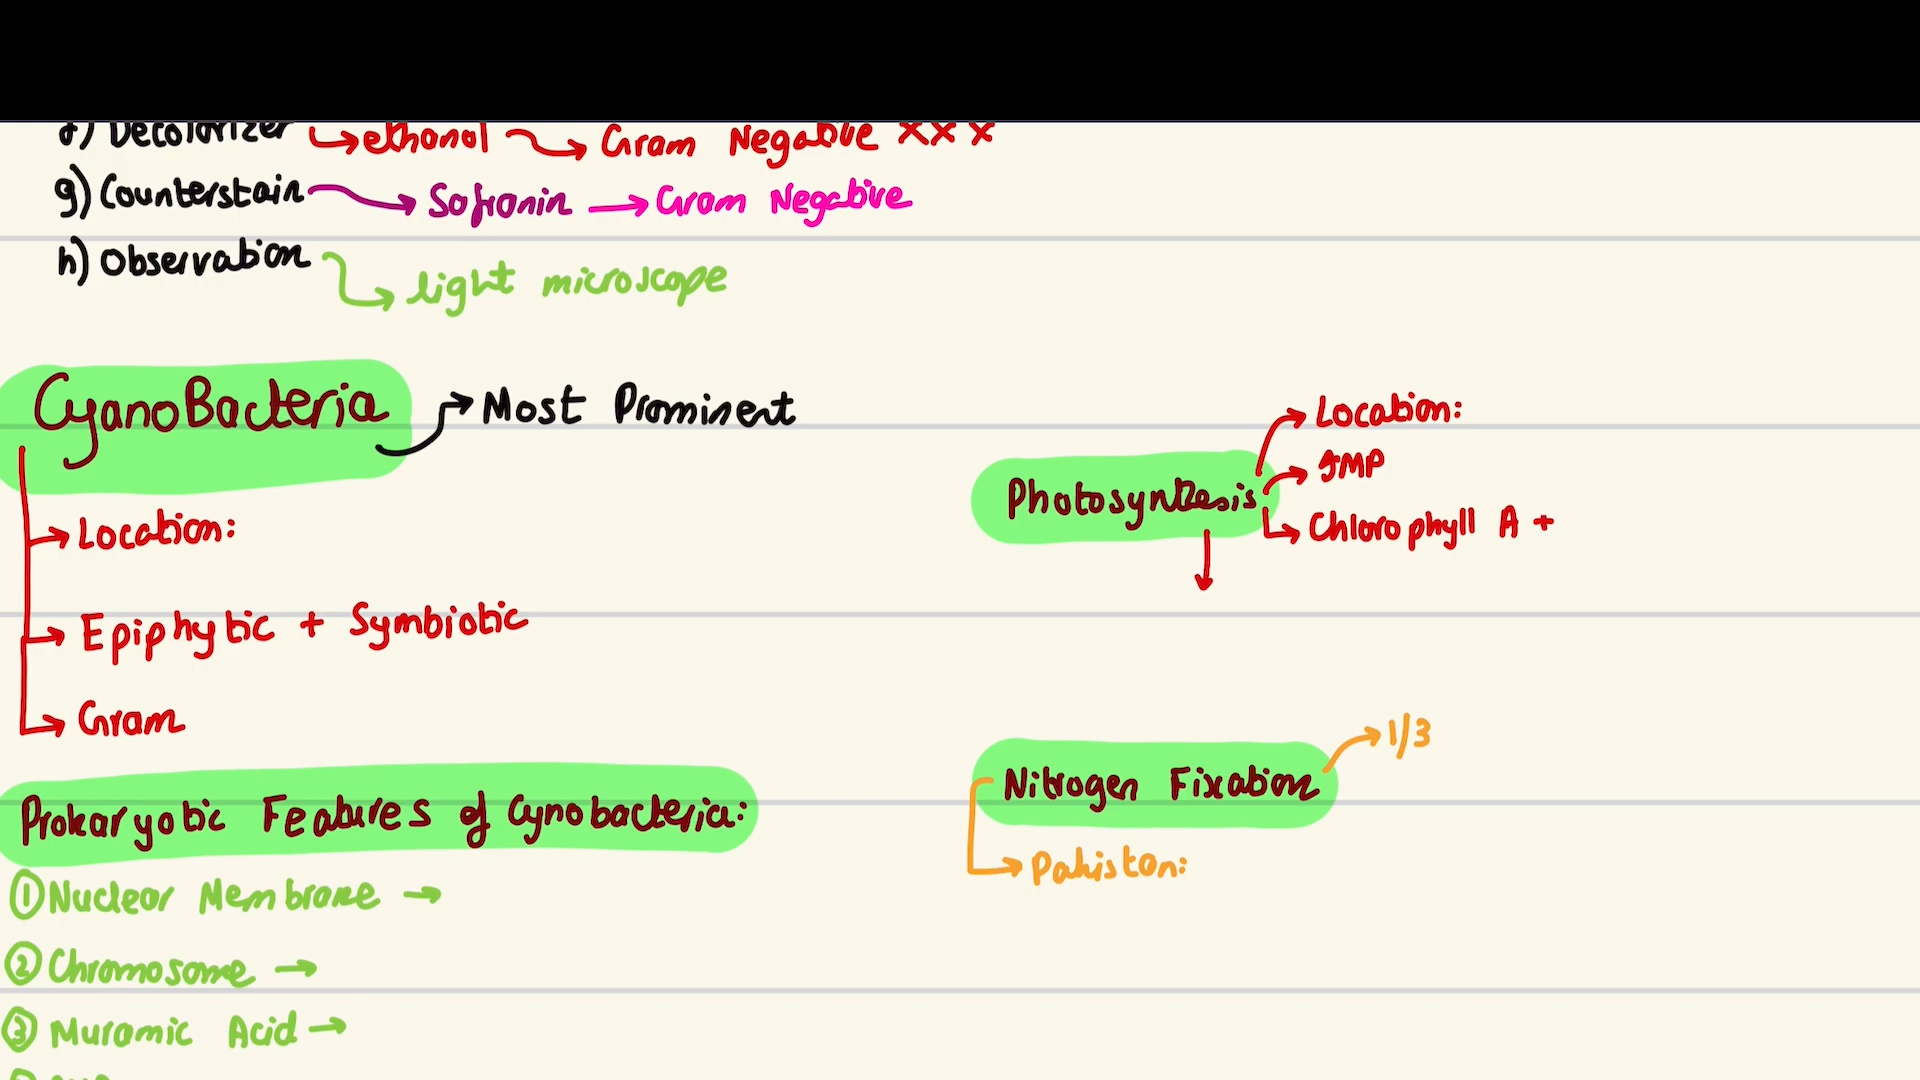 f) Decolorizer → ethanol → Gram Negative XXX
g) Counterstain → Safranin → Gram Negative
h) Observation → light microscope
CyanoBacteria → Most Prominent
→ Location:
→ Epiphytic + Symbiotic
→ Gram
Prokaryotic Features of Cynobacteria:
① Nuclear Membrane →
② Chromosome →
③ Muramic Acid →
Photosynthesis
→ Location:
→ IMP
→ Chlorophyll A +
Nitrogen Fixation → 1/3
→ Pakistan: